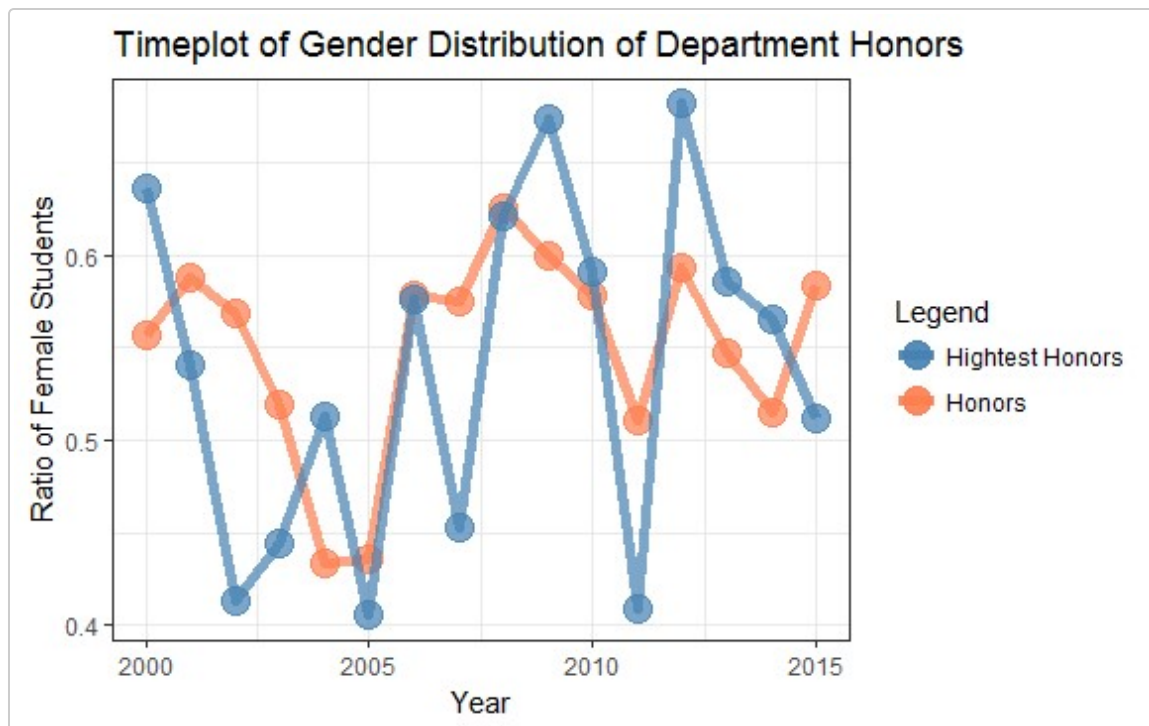 Timeplot of Gender Distribution of Department Honors
Ratio of Female Students
0.6
0.5
0.4
2000
2005
2010
2015
Year
Legend
Hightest Honors
Honors